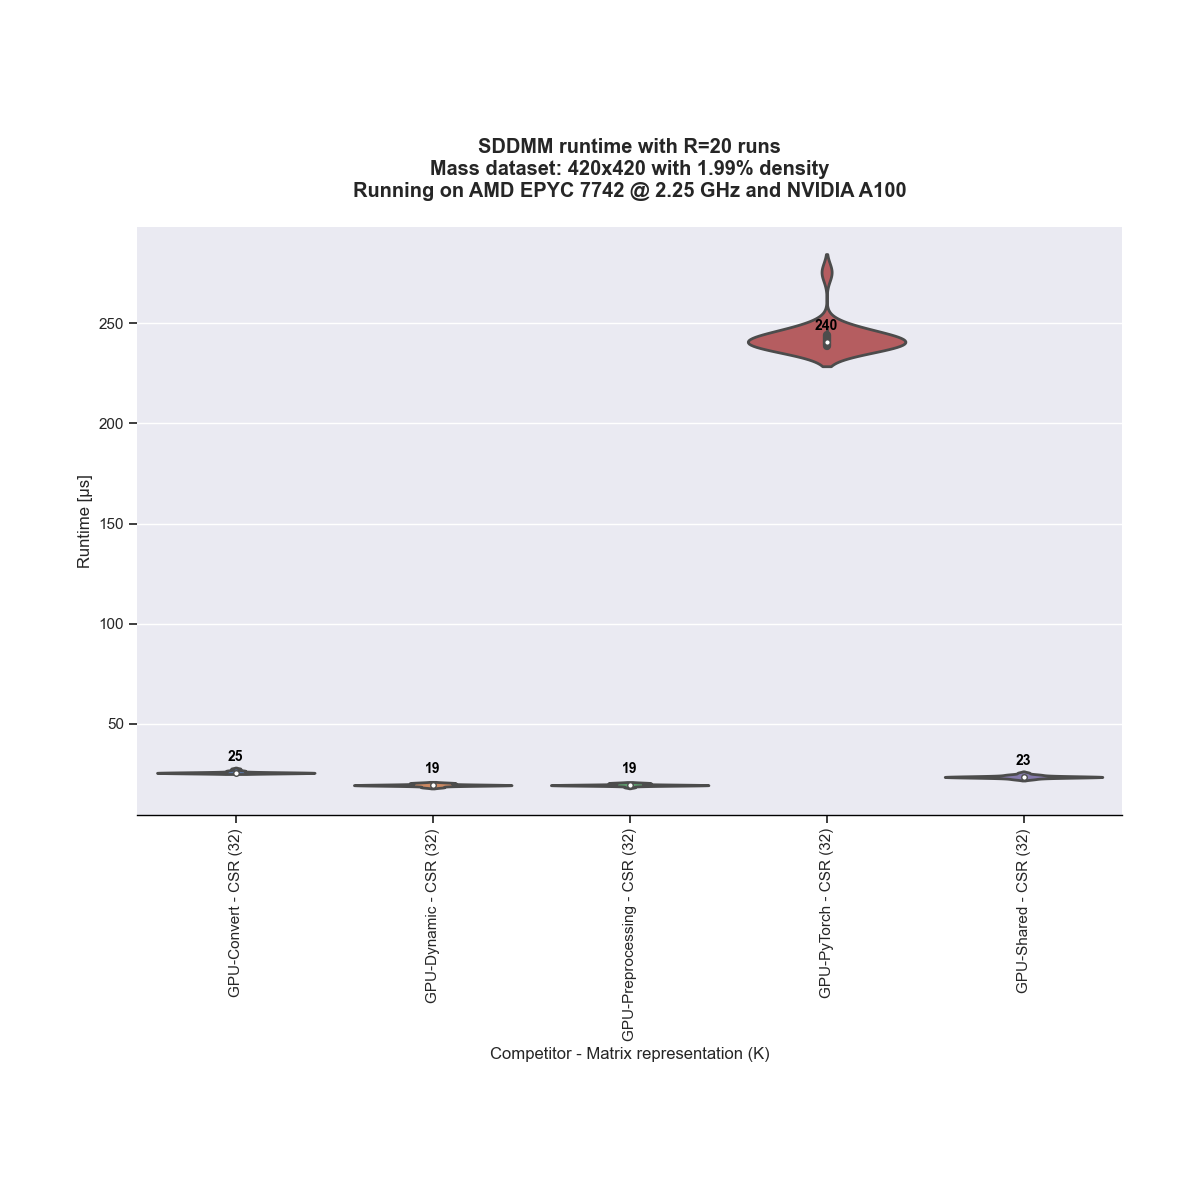 SDDMM runtime with R=20 runs
Mass dataset: 420x420 with 1.99% density
Running on AMD EPYC 7742 @ 2.25 GHz and NVIDIA A100
Runtime [µs]
250
200
150
100
50
25
19
19
240
23
GPU-Convert - CSR (32)
GPU-Dynamic - CSR (32)
GPU-Preprocessing - CSR (32)
GPU-PyTorch - CSR (32)
GPU-Shared - CSR (32)
Competitor - Matrix representation (K)